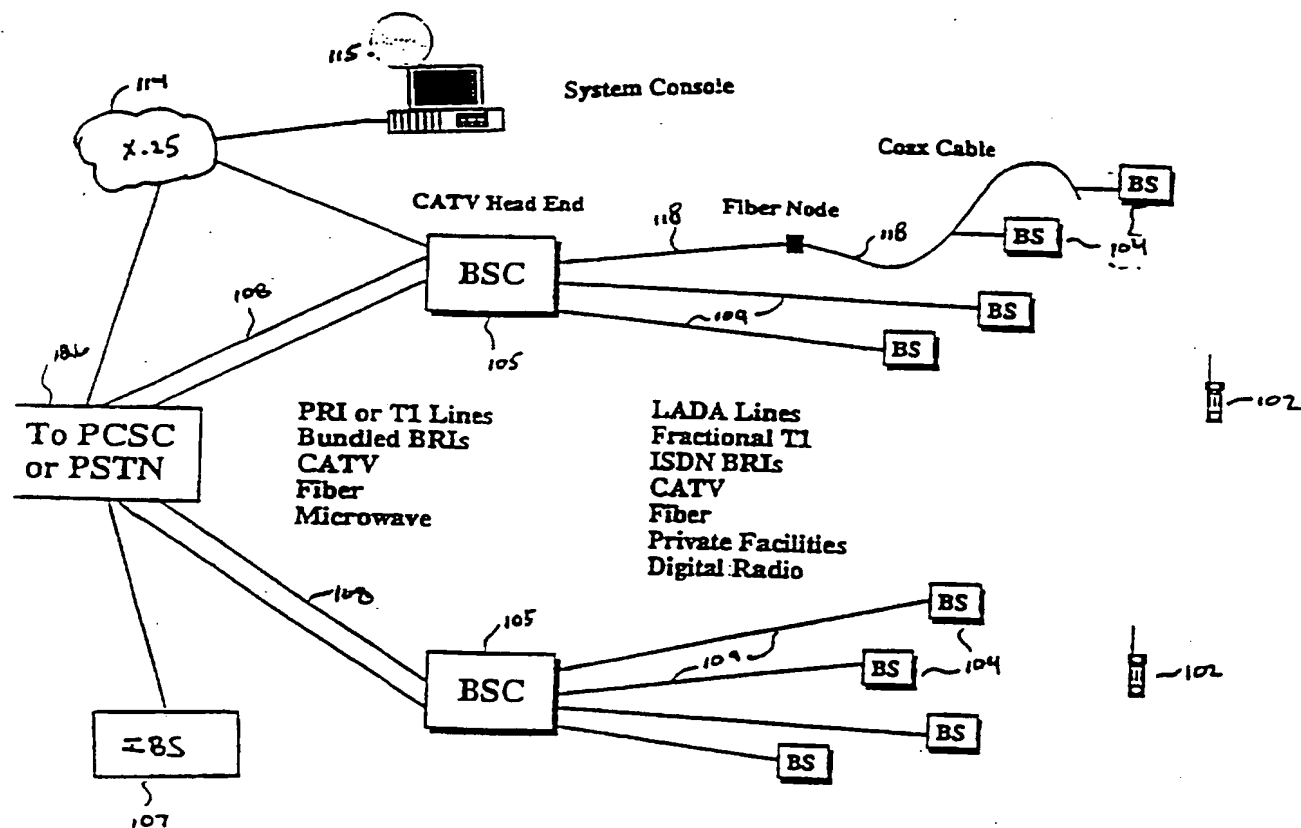 115
System Console
114
X.25
Coax Cable
BS
CATV Head End
Fiber Node
118
118
BS
104
BSC
108
109
BS
BS
105
102
To PCSC
or PSTN
PRI or T1 Lines
Bundled BRIs
CATV
Fiber
Microwave
LADA Lines
Fractional T1
ISDN BRIs
CATV
Fiber
Private Facilities
Digital Radio
108
105
BS
109
BS
104
102
BSC
IBS
BS
BS
107